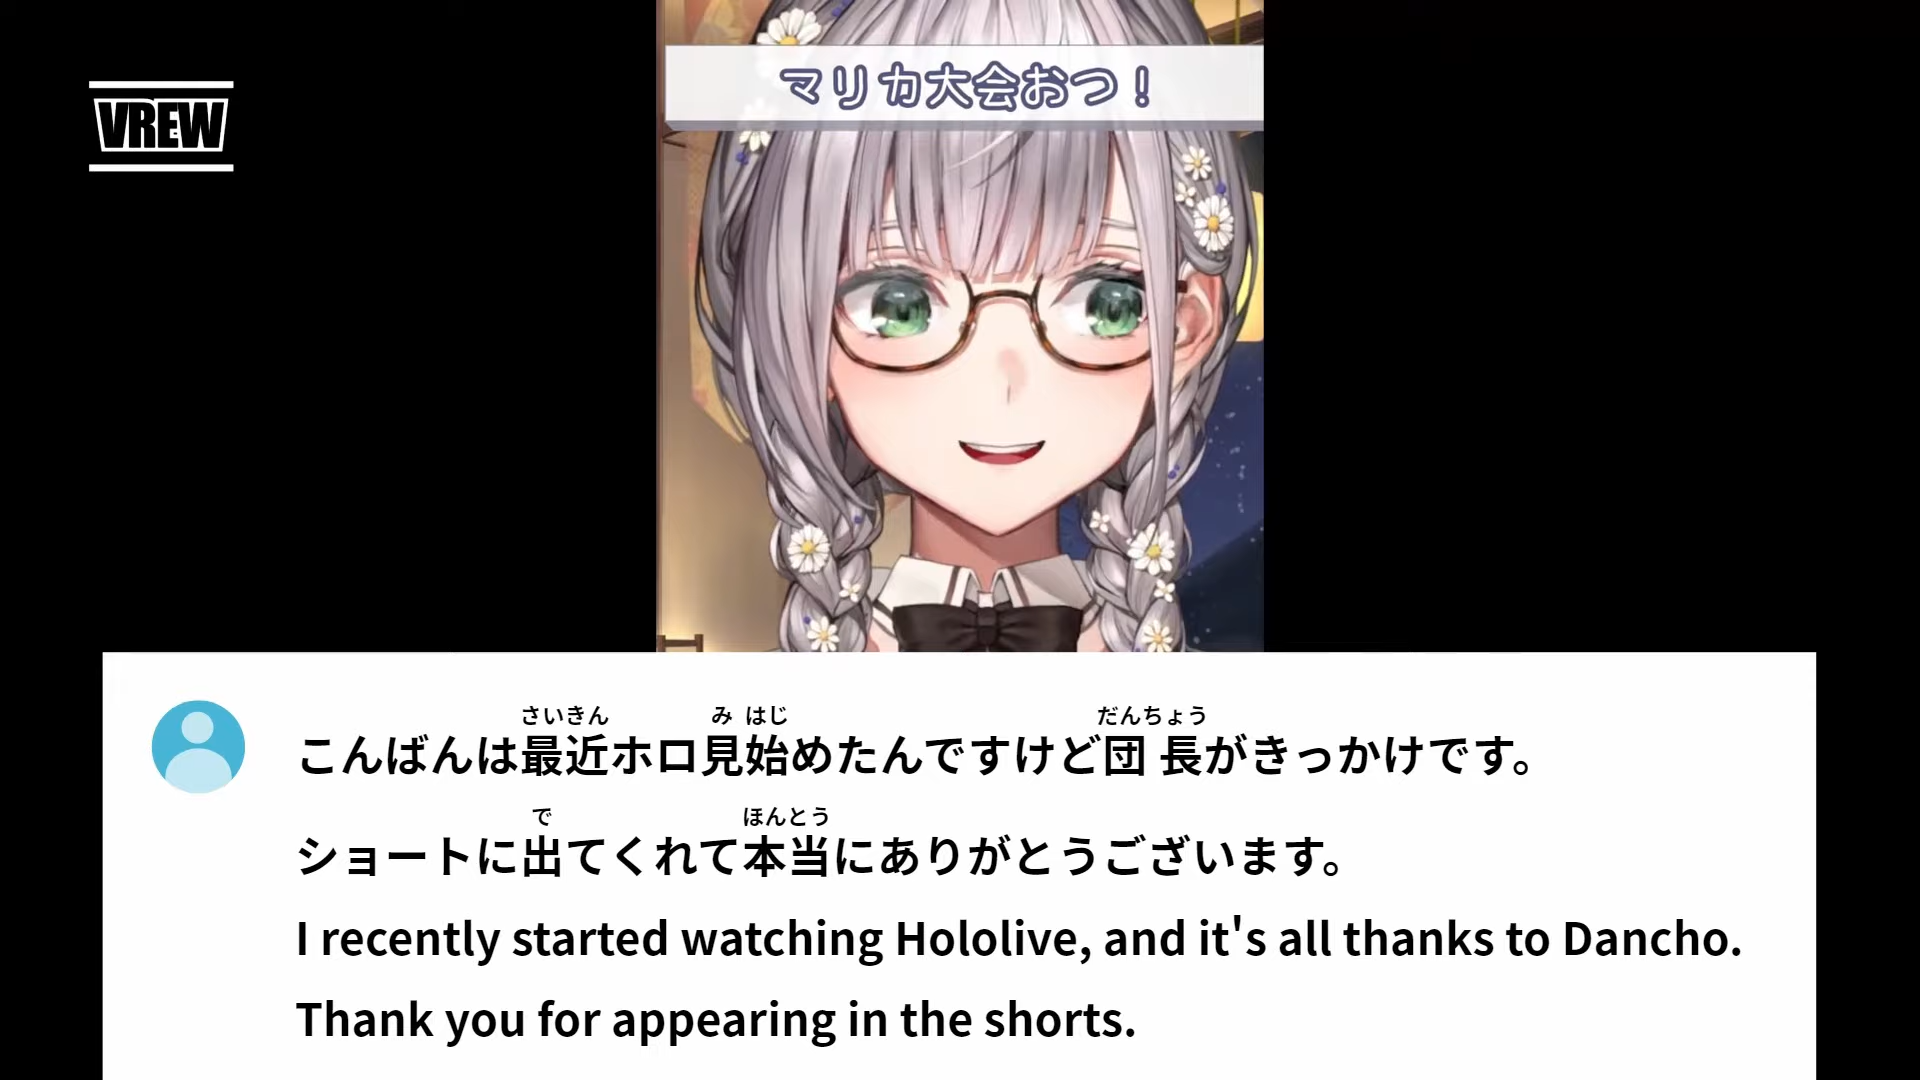 VREW
マリカ大会おつ！
さいきん み はじ だんちょう
こんばんは最近ホロ見始めたんですけど団長がきっかけです。
で ほんとう
ショートに出てくれて本当にありがとうございます。
I recently started watching Hololive, and it's all thanks to Dancho.
Thank you for appearing in the shorts.